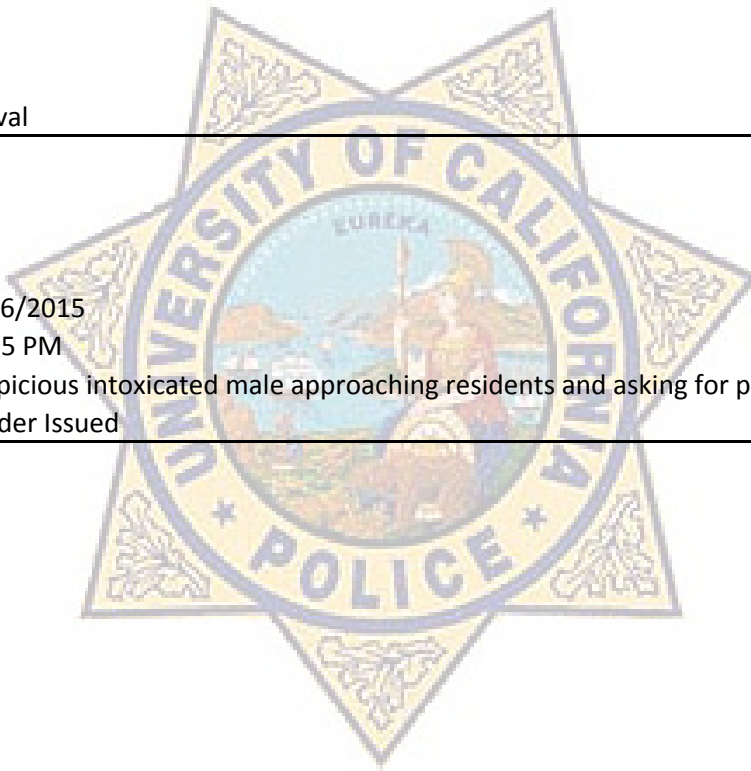 val
UNIVERSITY OF CALIFORNIA
EUREKA
6/2015
5 PM
picious intoxicated male approaching residents and asking for p
der Issued
* POLICE *